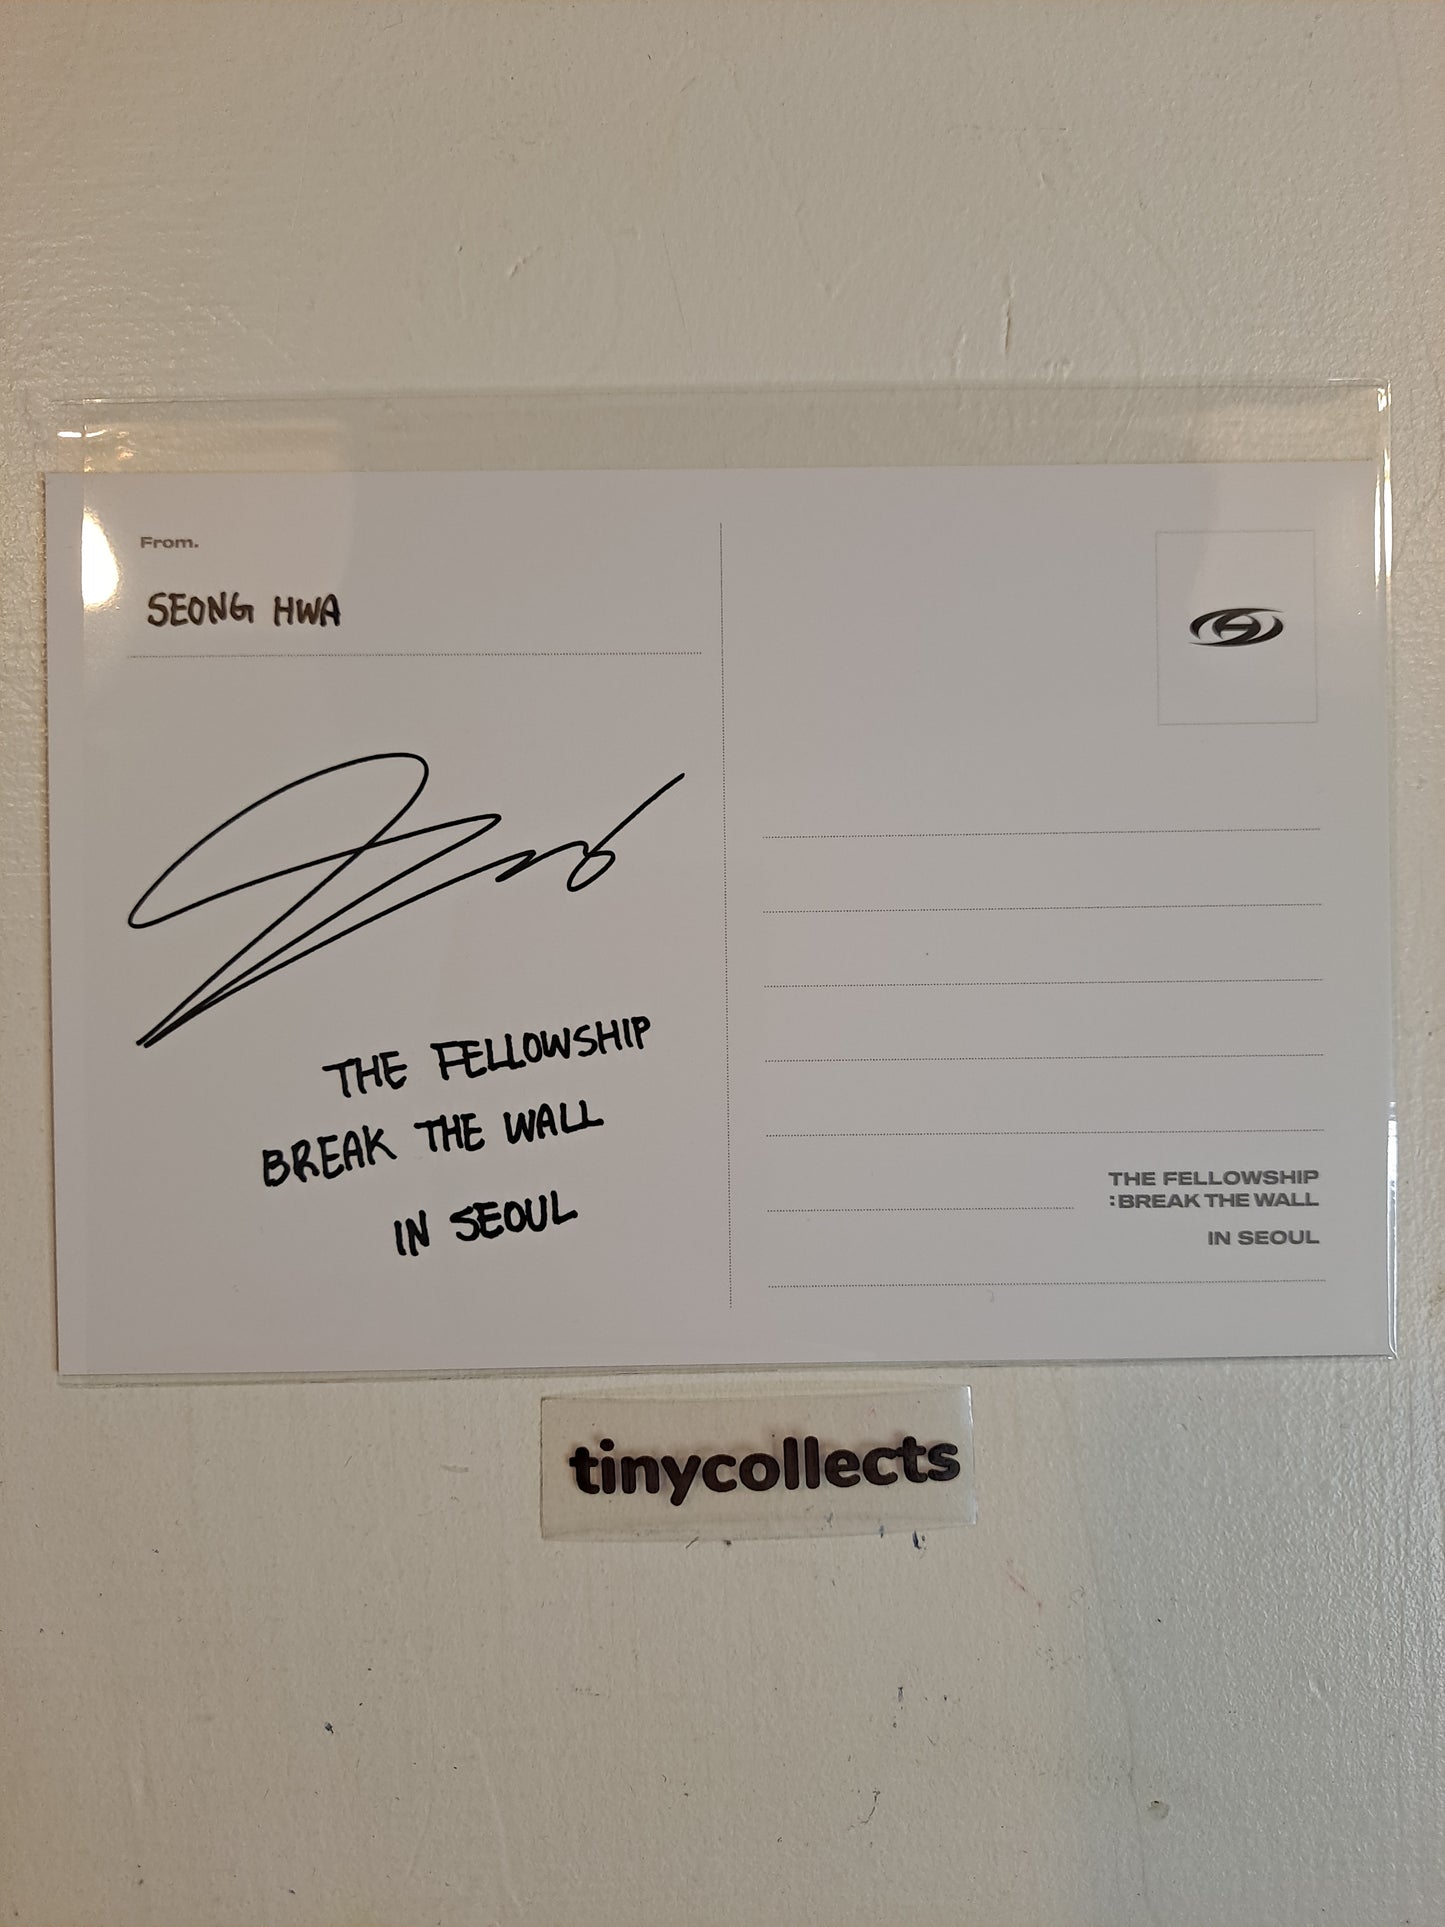 From.
SEONG HWA
THE FELLOWSHIP
BREAK THE WALL
IN SEOUL
THE FELLOWSHIP
:BREAK THE WALL
IN SEOUL
tinycollects